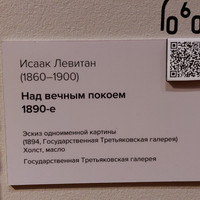 060
Исаак Левитан
(1860–1900)
Над вечным покоем
1890-е
Эскиз одноименной картины
(1894, Государственная Третьяковская галерея)
Холст, масло
Государственная Третьяковская галерея